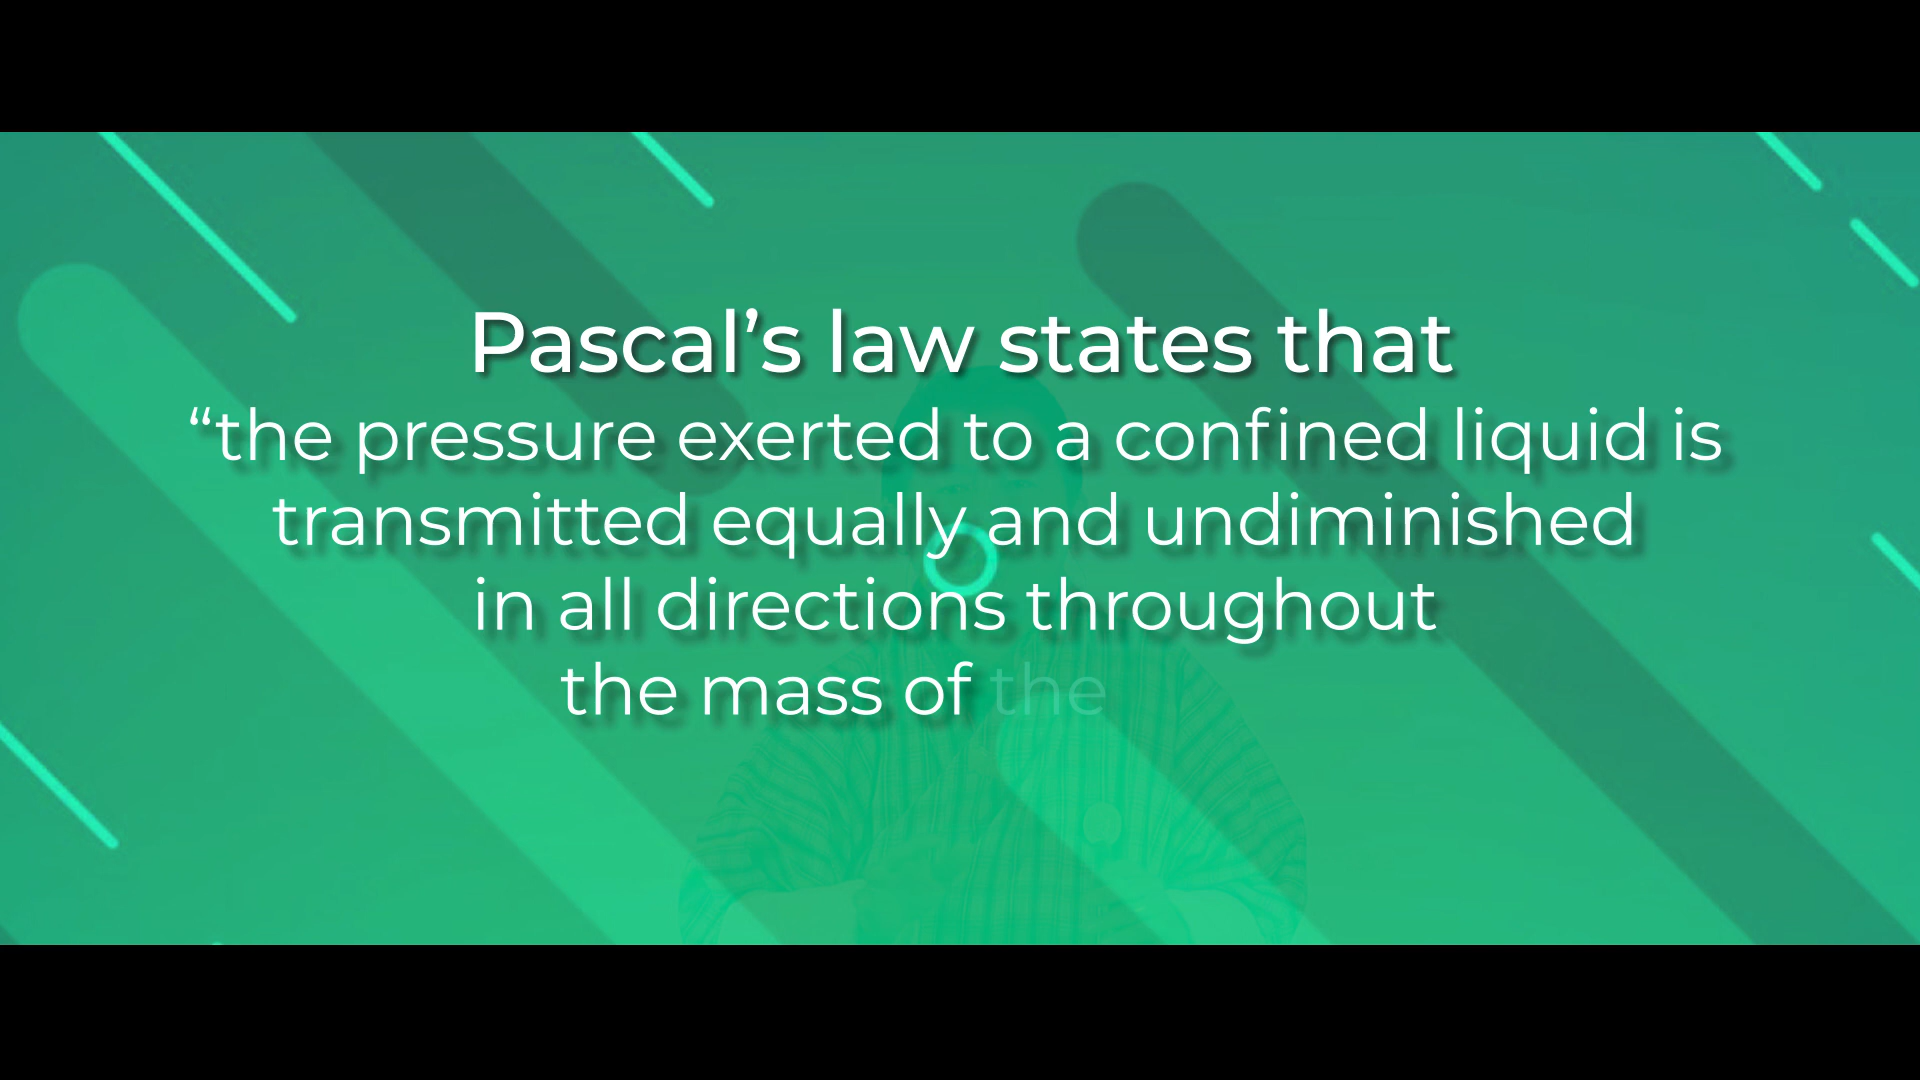 Pascal’s law states that
“the pressure exerted to a confined liquid is
transmitted equally and undiminished
in all directions throughout
the mass of the